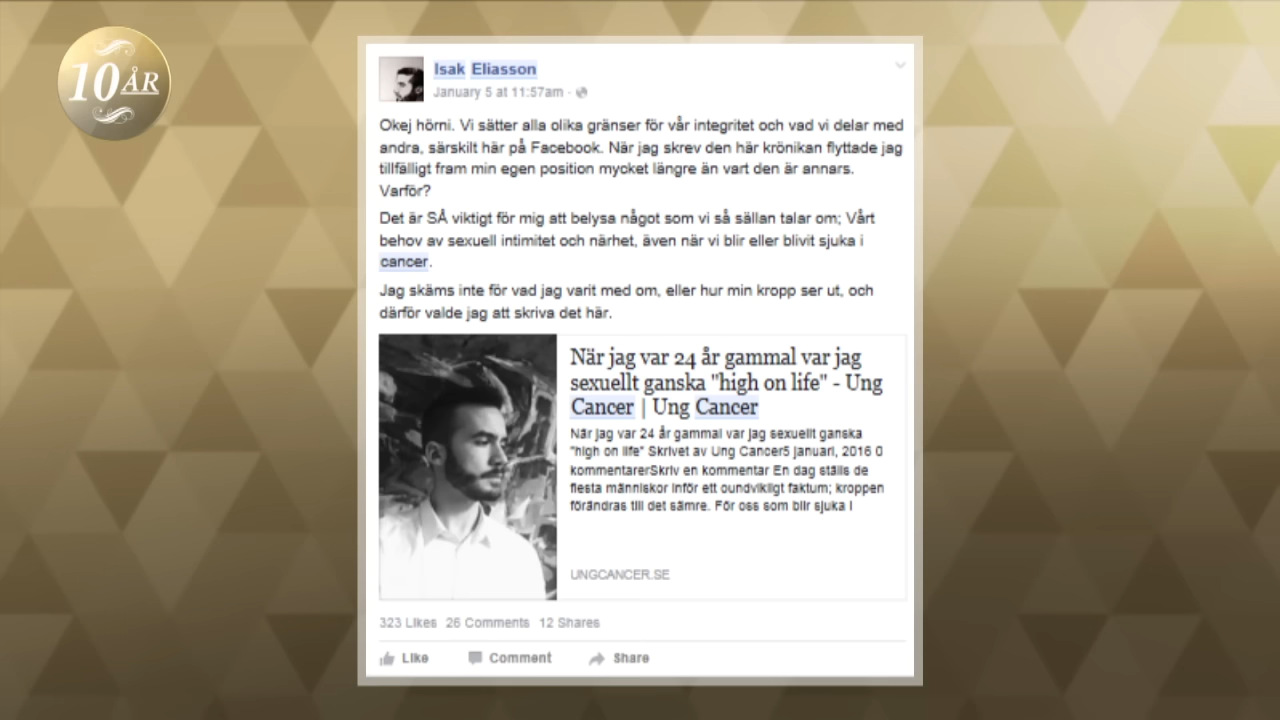 10 ÅR
Isak Eliasson
January 5 at 11:57am ·
Okej hörni. Vi sätter alla olika gränser för vår integritet och vad vi delar med
andra, särskilt här på Facebook. När jag skrev den här krönikan flyttade jag
tillfälligt fram min egen position mycket längre än vart den är annars.
Varför?
Det är SÅ viktigt för mig att belysa något som vi så sällan talar om; Vårt
behov av sexuell intimitet och närhet, även när vi blir eller blivit sjuka i
cancer.
Jag skäms inte för vad jag varit med om, eller hur min kropp ser ut, och
därför valde jag att skriva det här.
När jag var 24 år gammal var jag
sexuellt ganska "high on life" - Ung
Cancer | Ung Cancer
När jag var 24 år gammal var jag sexuellt ganska
"high on life" Skrivet av Ung Cancer5 januari, 2016 0
kommentarerSkriv en kommentar En dag ställs de
flesta människor inför ett oundvikligt faktum; kroppen
förändras till det sämre. För oss som blir sjuka i
UNGCANCER.SE
323 Likes 26 Comments 12 Shares
Like Comment Share